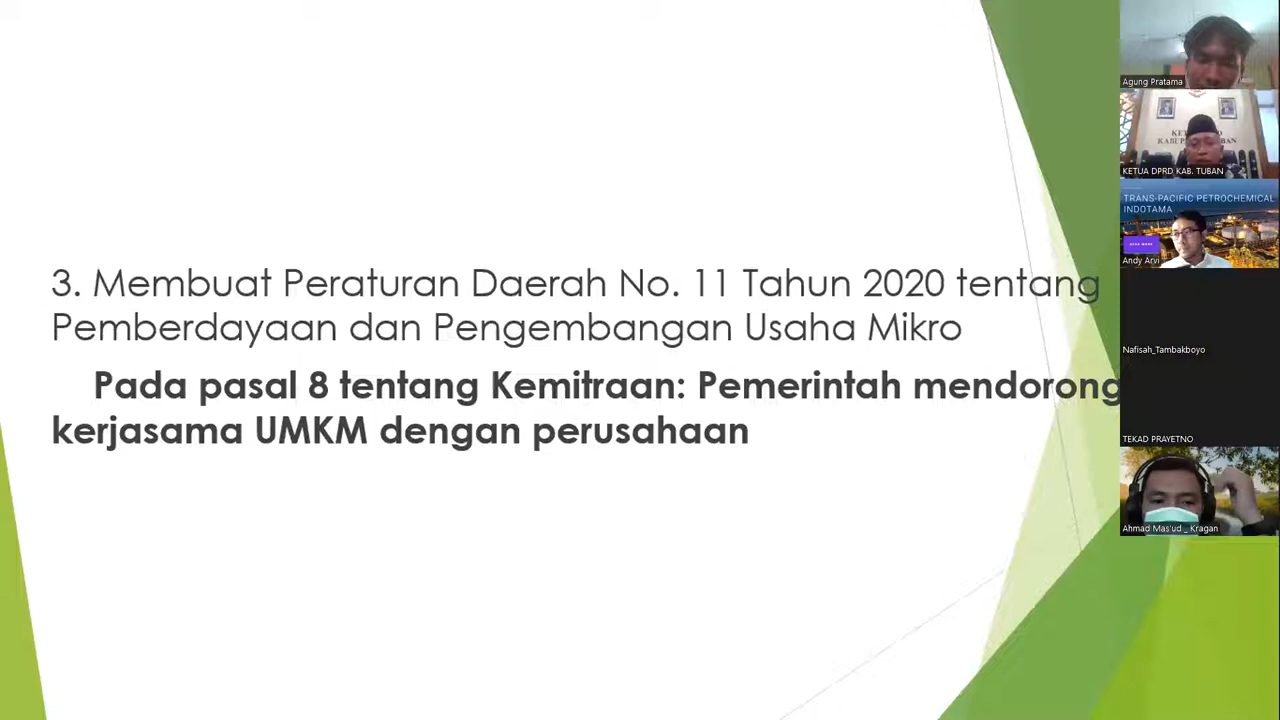 3. Membuat Peraturan Daerah No. 11 Tahun 2020 tentang
Pemberdayaan dan Pengembangan Usaha Mikro
Pada pasal 8 tentang Kemitraan: Pemerintah mendorong
kerjasama UMKM dengan perusahaan
Agung Pratama
KETUA DPRD KAB. TUBAN
TRANS-PACIFIC PETROCHEMICAL
INDOTAMA
Andy Arvi
Nafisah_Tambakboyo
TEKAD PRAYETNO
Ahmad Mas'ud _ Kragan